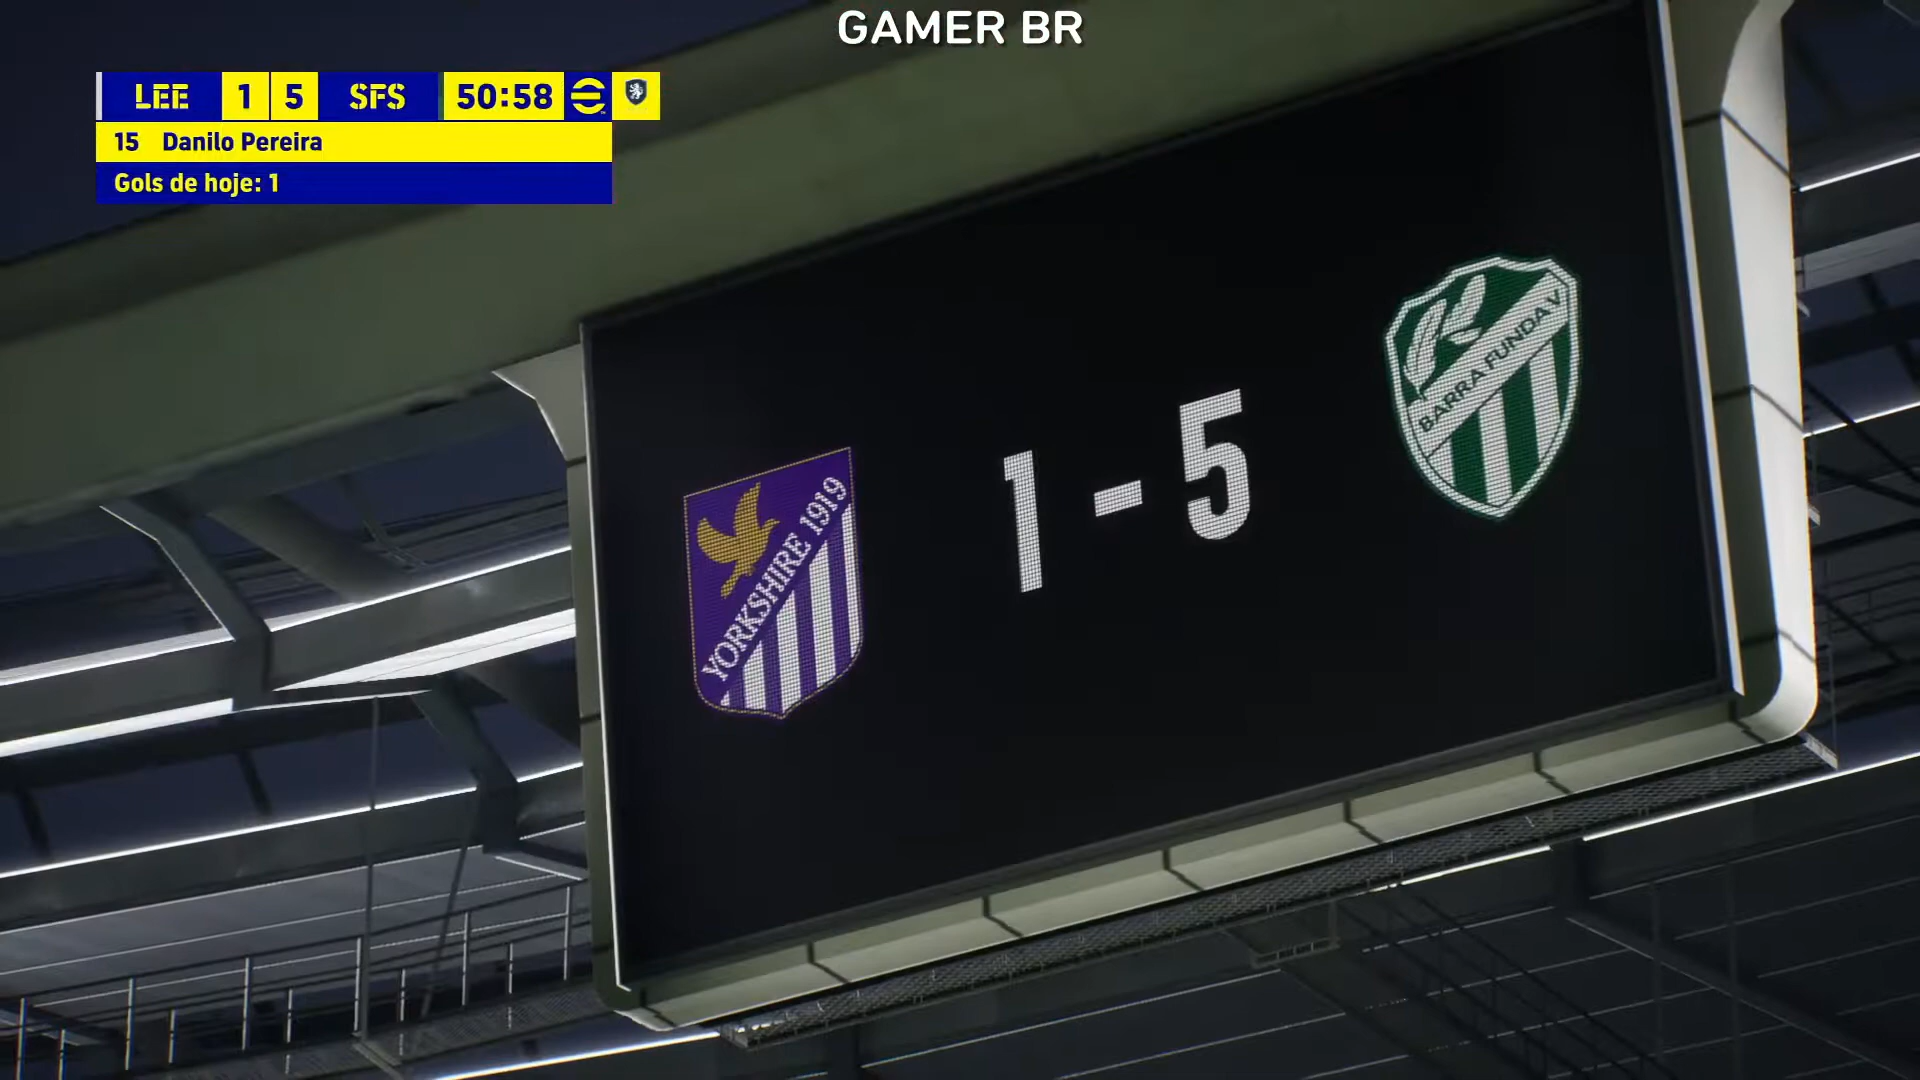 GAMER BR
LEE 1 5 SFS 50:58
15 Danilo Pereira
Gols de hoje: 1
BARRA FUNDA V
1 - 5
YORKSHIRE 1919